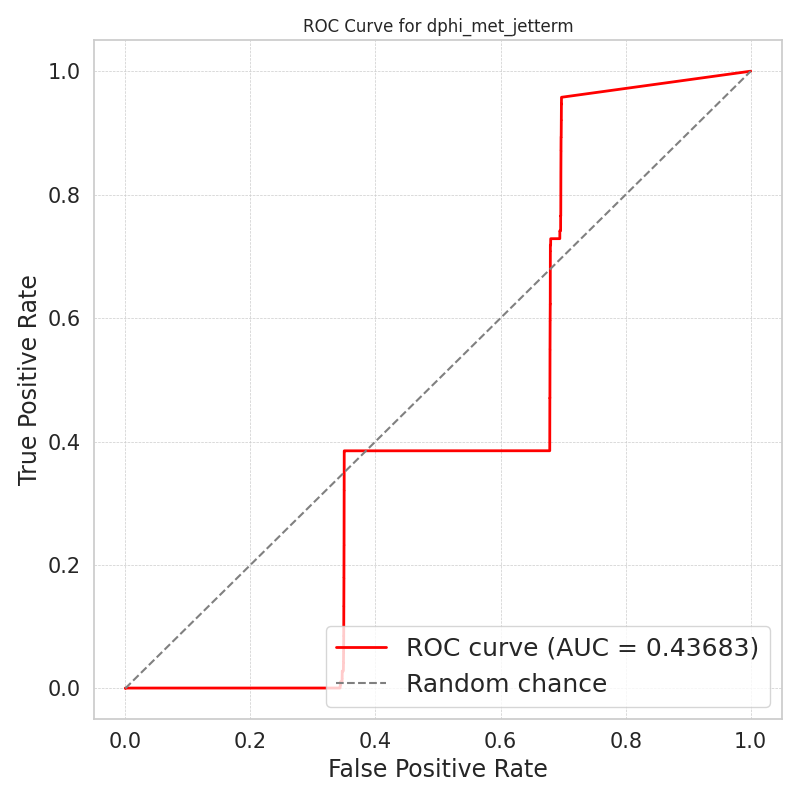 ROC Curve for dphi_met_jetterm
1.0
0.8
0.6
0.4
0.2
0.0
True Positive Rate
ROC curve (AUC = 0.43683)
Random chance
0.0 0.2 0.4 0.6 0.8 1.0
False Positive Rate